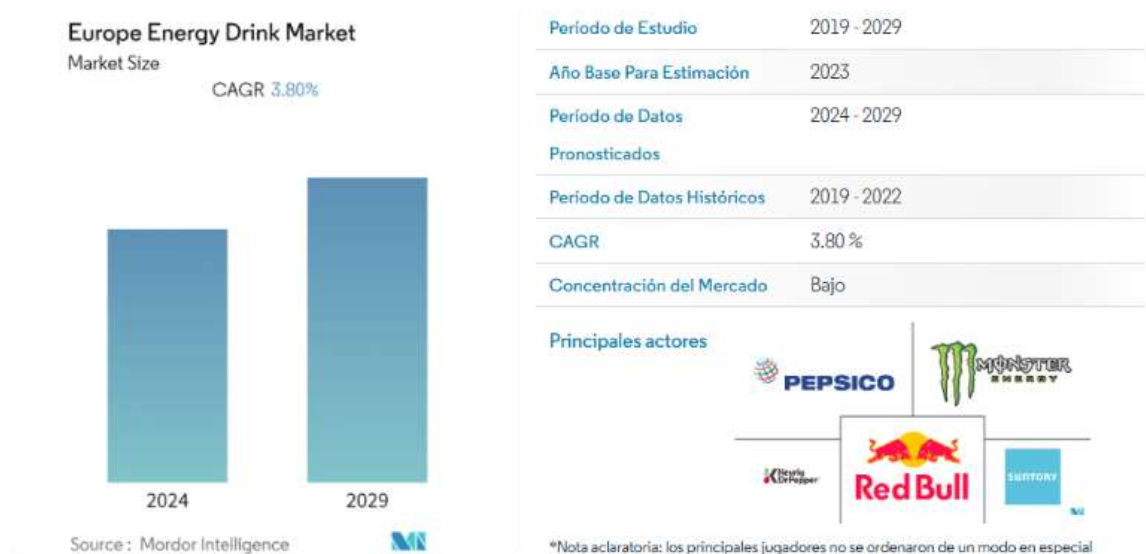 Europe Energy Drink Market
Market Size
CAGR 3.80%
2024
2029
Source : Mordor Intelligence
Período de Estudio 2019 - 2029
Año Base Para Estimación 2023
Período de Datos 2024 - 2029
Pronosticados
Período de Datos Históricos 2019 - 2022
CAGR 3.80 %
Concentración del Mercado Bajo
Principales actores
PEPSICO
MONSTER
ENERGY
Keurig
DrPepper
Red Bull
SUNTORY
*Nota aclaratoria: los principales jugadores no se ordenaron de un modo en especial